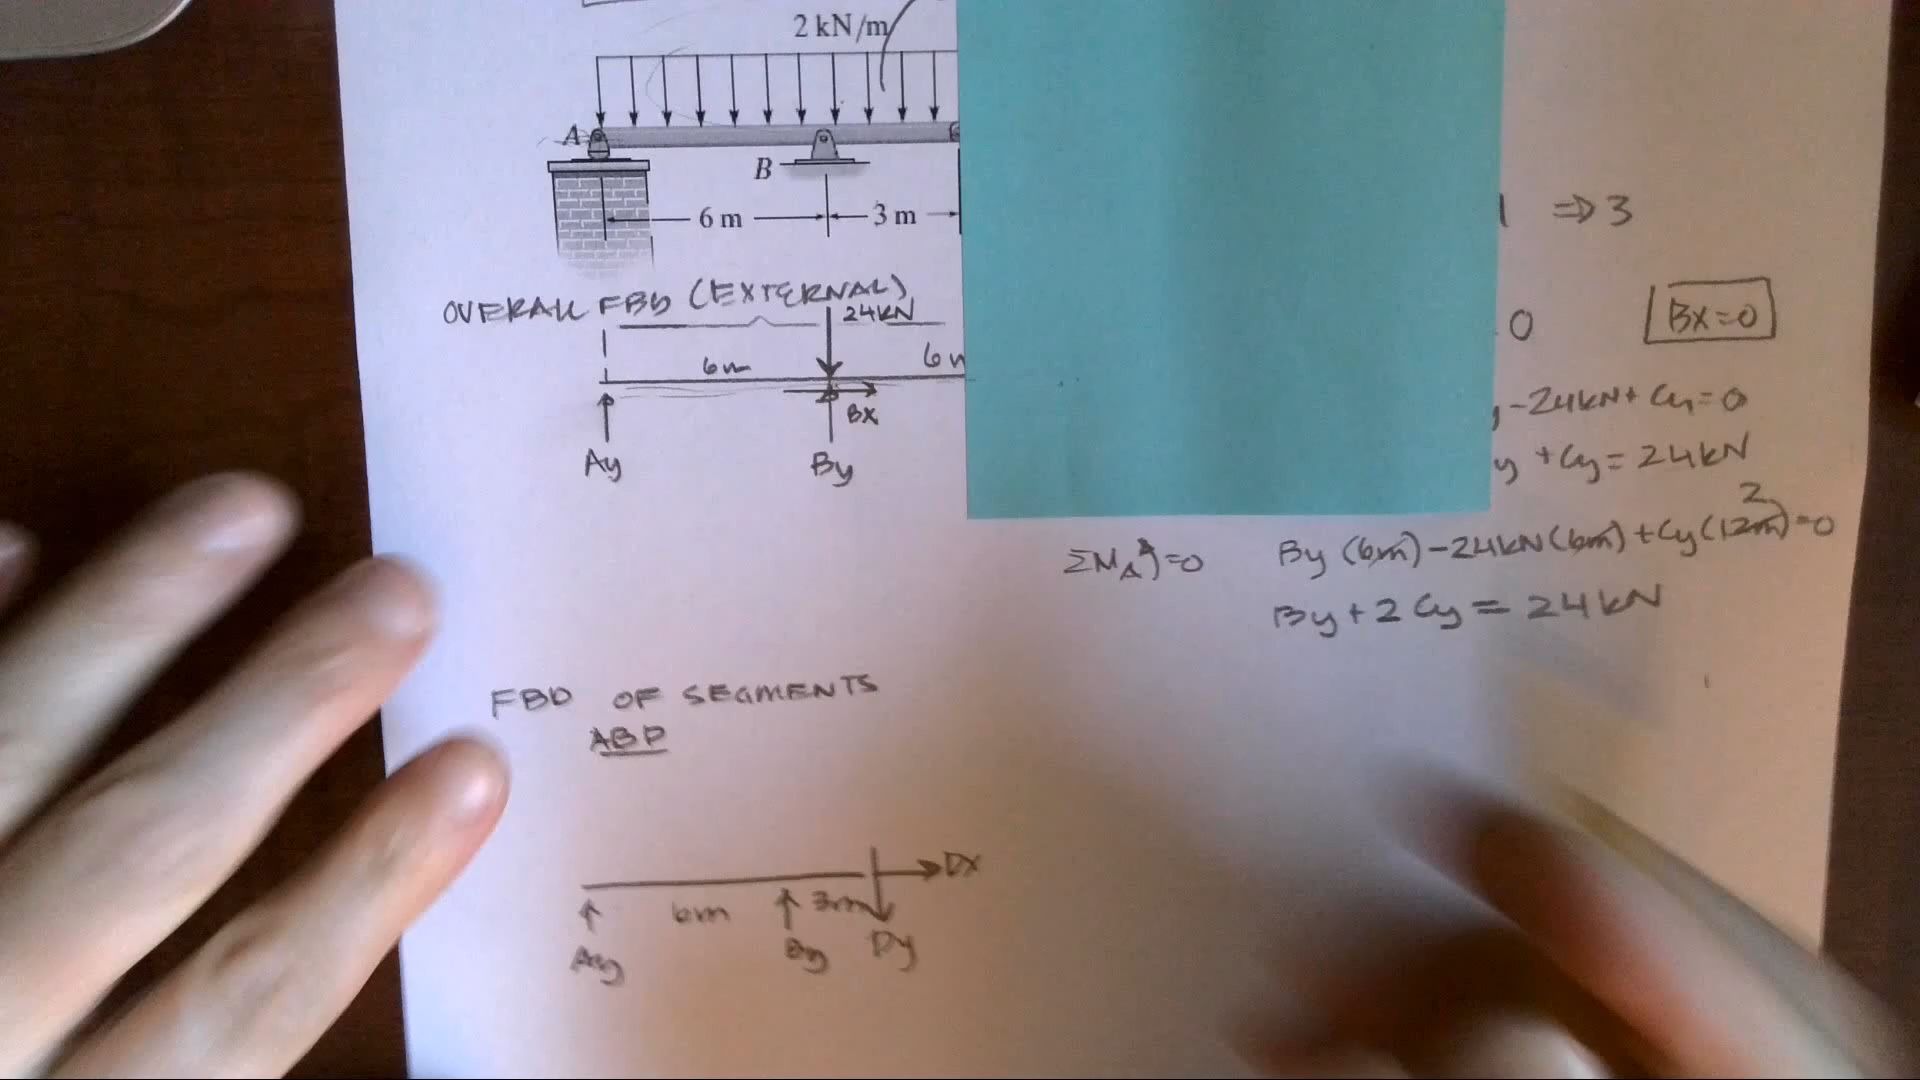 2 kN/m
A
B
6 m
3 m
OVERALL FBD (EXTERNAL)
24kN
6m
6
Bx
Ay
By
1 ⇒ 3
0
Bx=0
-24kN+Cy=0
y +Cy=24kN
2
ΣMA=0 By(6m)-24kN(6m)+Cy(12m)=0
By+2Cy=24kN
FBD OF SEGMENTS
ABD
Dx
6m
3m
Ay
By
Dy